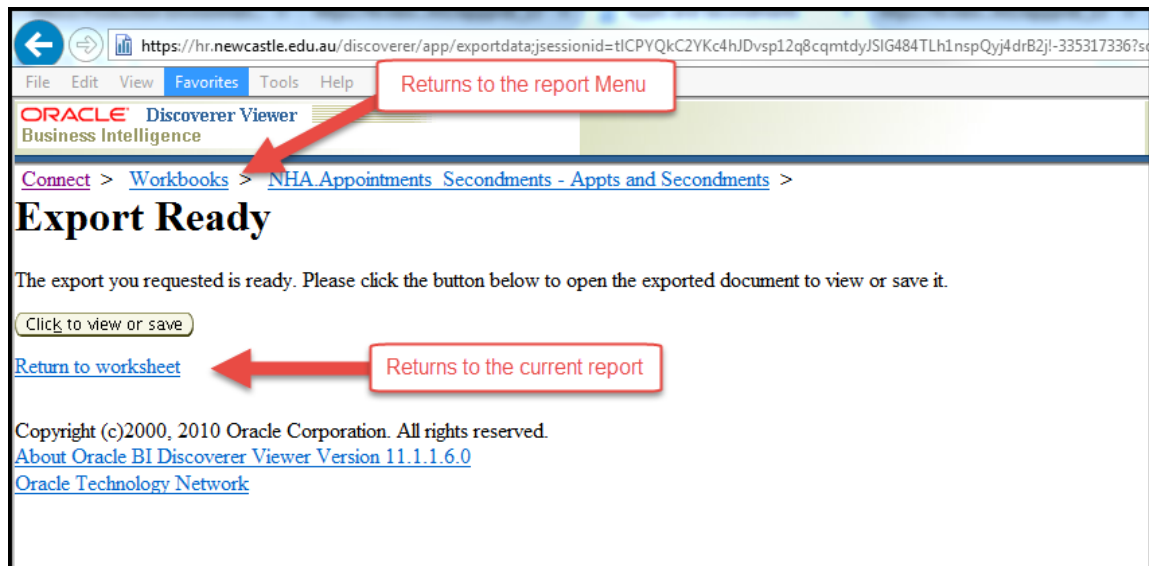 https://hr.newcastle.edu.au/discoverer/app/exportdata;jsessionid=tlCPYQkC2YKc4hJDvsp12q8cqmtdyJSIG484TLh1nspQyj4drB2j!-335317336?s
File Edit View Favorites Tools Help
Returns to the report Menu
ORACLE Discoverer Viewer
Business Intelligence
Connect > Workbooks > NHA.Appointments Secondments - Appts and Secondments >
Export Ready
The export you requested is ready. Please click the button below to open the exported document to view or save it.
Click to view or save
Return to worksheet
Returns to the current report
Copyright (c)2000, 2010 Oracle Corporation. All rights reserved.
About Oracle BI Discoverer Viewer Version 11.1.1.6.0
Oracle Technology Network